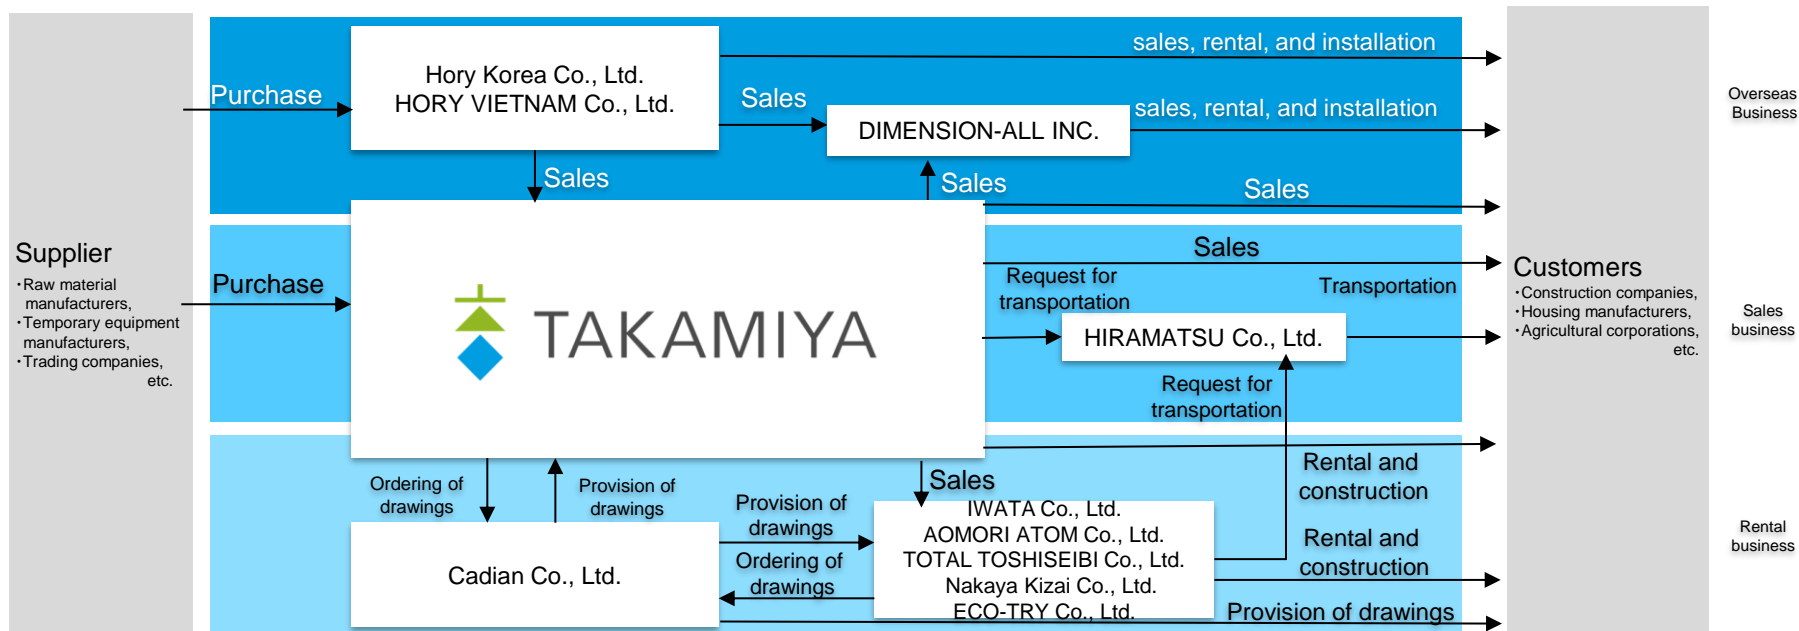 Supplier
・Raw material
manufacturers,
・Temporary equipment
manufacturers,
・Trading companies,
etc.
Purchase
Hory Korea Co., Ltd.
HORY VIETNAM Co., Ltd.
Sales
DIMENSION-ALL INC.
sales, rental, and installation
sales, rental, and installation
Sales
Sales
Sales
Purchase
TAKAMIYA
Sales
Request for
transportation
Transportation
HIRAMATSU Co., Ltd.
Request for
transportation
Ordering of
drawings
Provision of
drawings
Sales
Rental and
construction
Cadian Co., Ltd.
Provision of
drawings
Ordering of
drawings
IWATA Co., Ltd.
AOMORI ATOM Co., Ltd.
TOTAL TOSHISEIBI Co., Ltd.
Nakaya Kizai Co., Ltd.
ECO-TRY Co., Ltd.
Rental and
construction
Provision of drawings
Customers
・Construction companies,
・Housing manufacturers,
・Agricultural corporations,
etc.
Overseas
Business
Sales
business
Rental
business